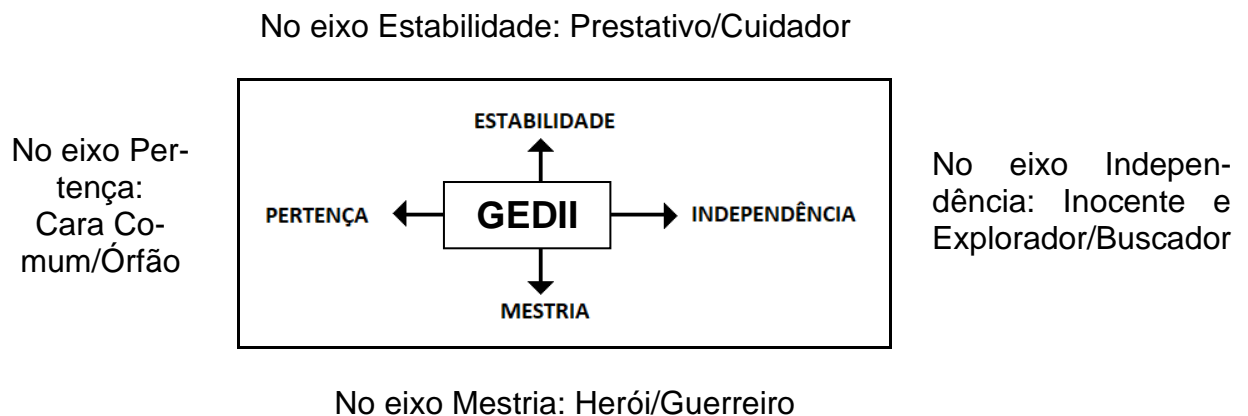 No eixo Estabilidade: Prestativo/Cuidador
No eixo Per-
tença:
Cara Co-
mum/Órfão
ESTABILIDADE
PERTENÇA
GEDII
INDEPENDÊNCIA
MESTRIA
No eixo Indepen-
dência: Inocente e
Explorador/Buscador
No eixo Mestria: Herói/Guerreiro